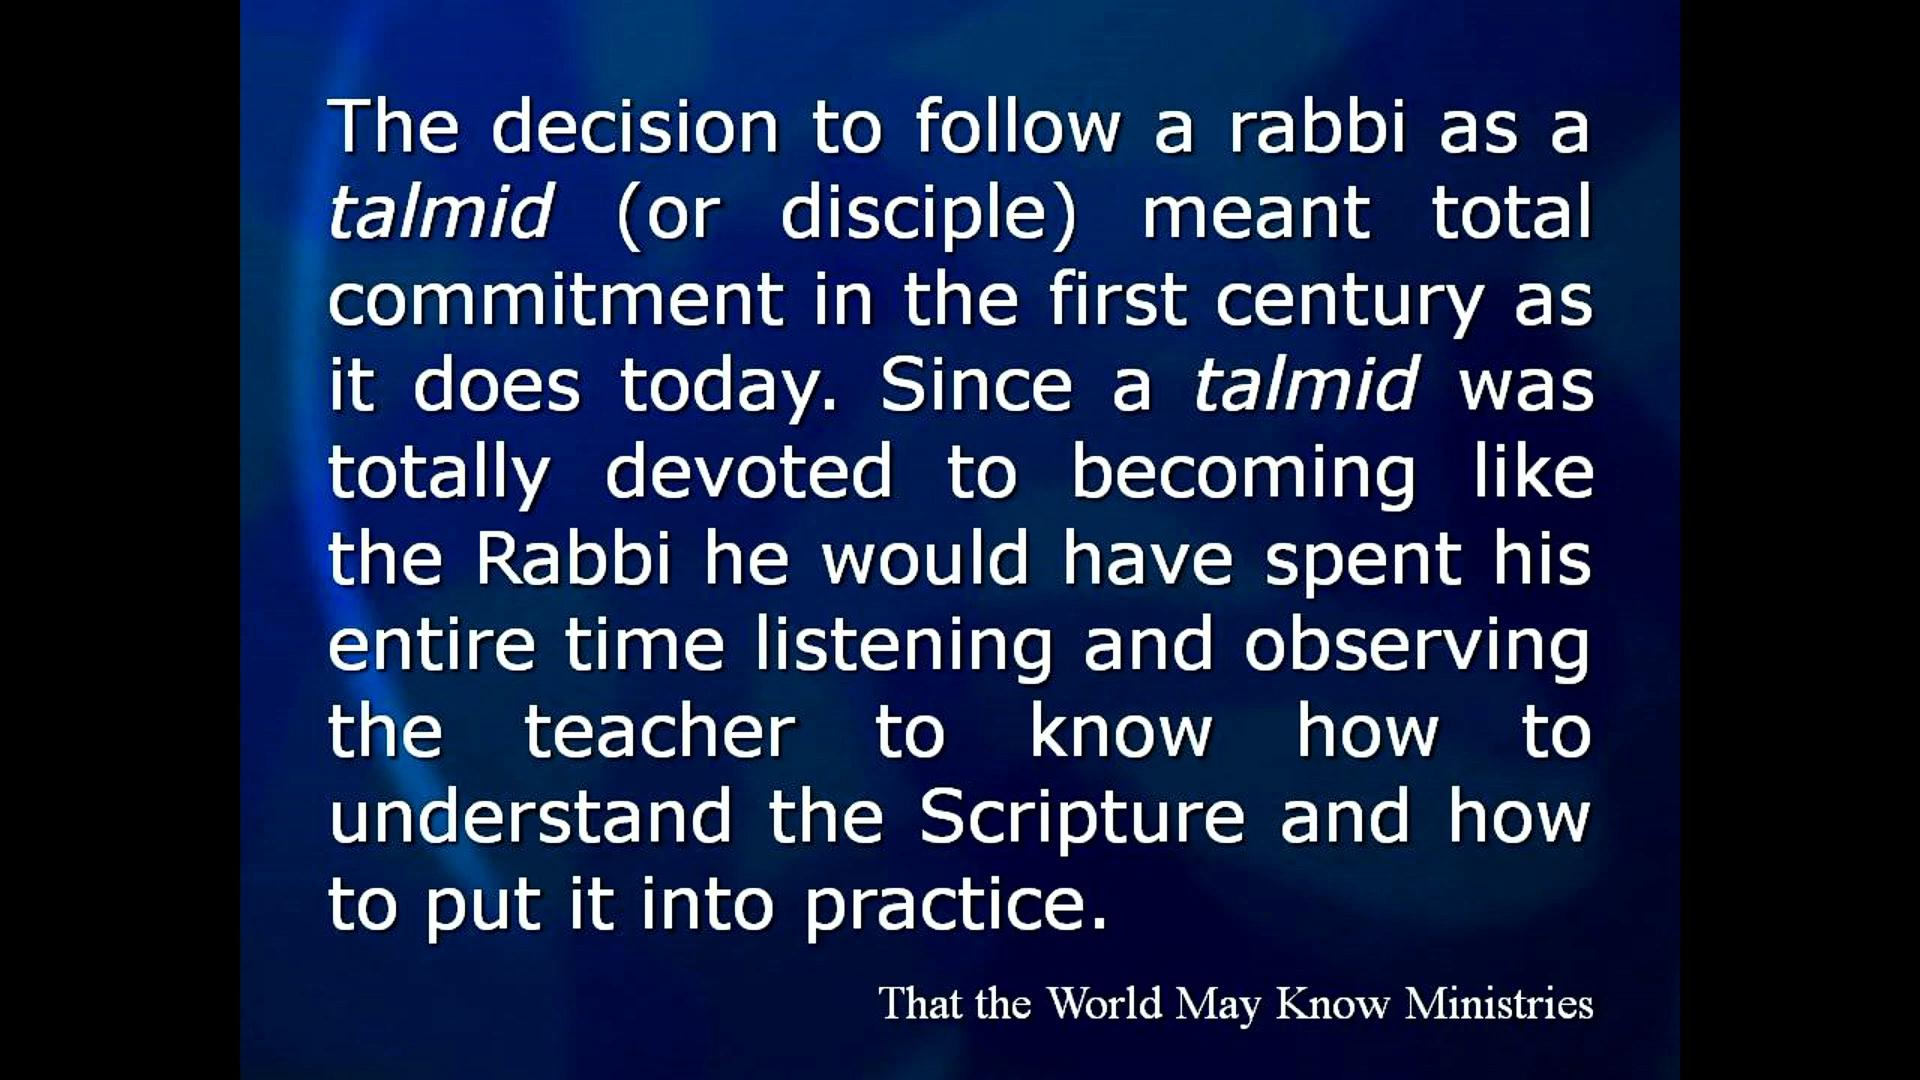 The decision to follow a rabbi as a
talmid (or disciple) meant total
commitment in the first century as
it does today. Since a talmid was
totally devoted to becoming like
the Rabbi he would have spent his
entire time listening and observing
the teacher to know how to
understand the Scripture and how
to put it into practice.
That the World May Know Ministries